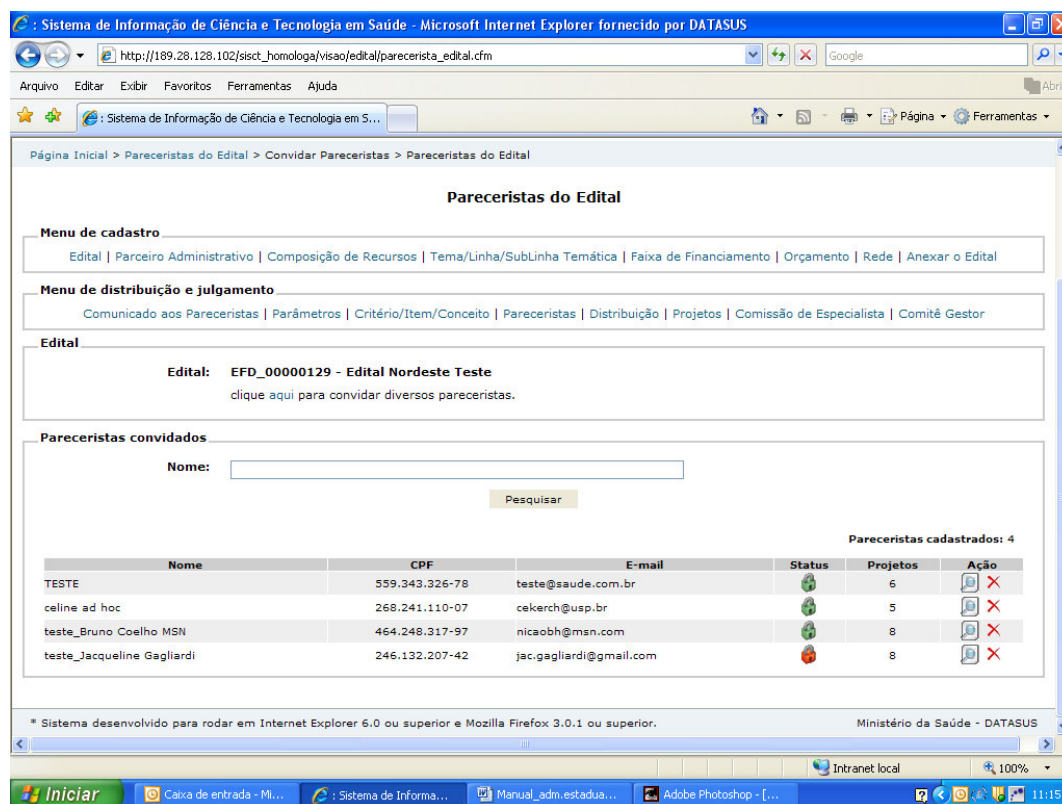 : Sistema de Informação de Ciência e Tecnologia em Saúde - Microsoft Internet Explorer fornecido por DATASUS
http://189.28.128.102/sisct_homologa/visao/edital/parecerista_edital.cfm
Google
Arquivo Editar Exibir Favoritos Ferramentas Ajuda
Abri
: Sistema de Informação de Ciência e Tecnologia em S...
Página
Ferramentas
Página Inicial > Pareceristas do Edital > Convidar Pareceristas > Pareceristas do Edital
Pareceristas do Edital
Menu de cadastro
Edital | Parceiro Administrativo | Composição de Recursos | Tema/Linha/SubLinha Temática | Faixa de Financiamento | Orçamento | Rede | Anexar o Edital
Menu de distribuição e julgamento
Comunicado aos Pareceristas | Parâmetros | Critério/Item/Conceito | Pareceristas | Distribuição | Projetos | Comissão de Especialista | Comitê Gestor
Edital
Edital: EFD_00000129 - Edital Nordeste Teste
clique aqui para convidar diversos pareceristas.
Pareceristas convidados
Nome:
Pesquisar
Pareceristas cadastrados: 4
Nome CPF E-mail Status Projetos Ação
TESTE 559.343.326-78 teste@saude.com.br 6
celine ad hoc 268.241.110-07 cekerch@usp.br 5
teste_Bruno Coelho MSN 464.248.317-97 nicaobh@msn.com 8
teste_Jacqueline Gagliardi 246.132.207-42 jac.gagliardi@gmail.com 8
* Sistema desenvolvido para rodar em Internet Explorer 6.0 ou superior e Mozilla Firefox 3.0.1 ou superior. Ministério da Saúde - DATASUS
Intranet local 100%
Iniciar Caixa de entrada - Mi... : Sistema de Informa... Manual_adm.estadua... Adobe Photoshop - [... 11:15